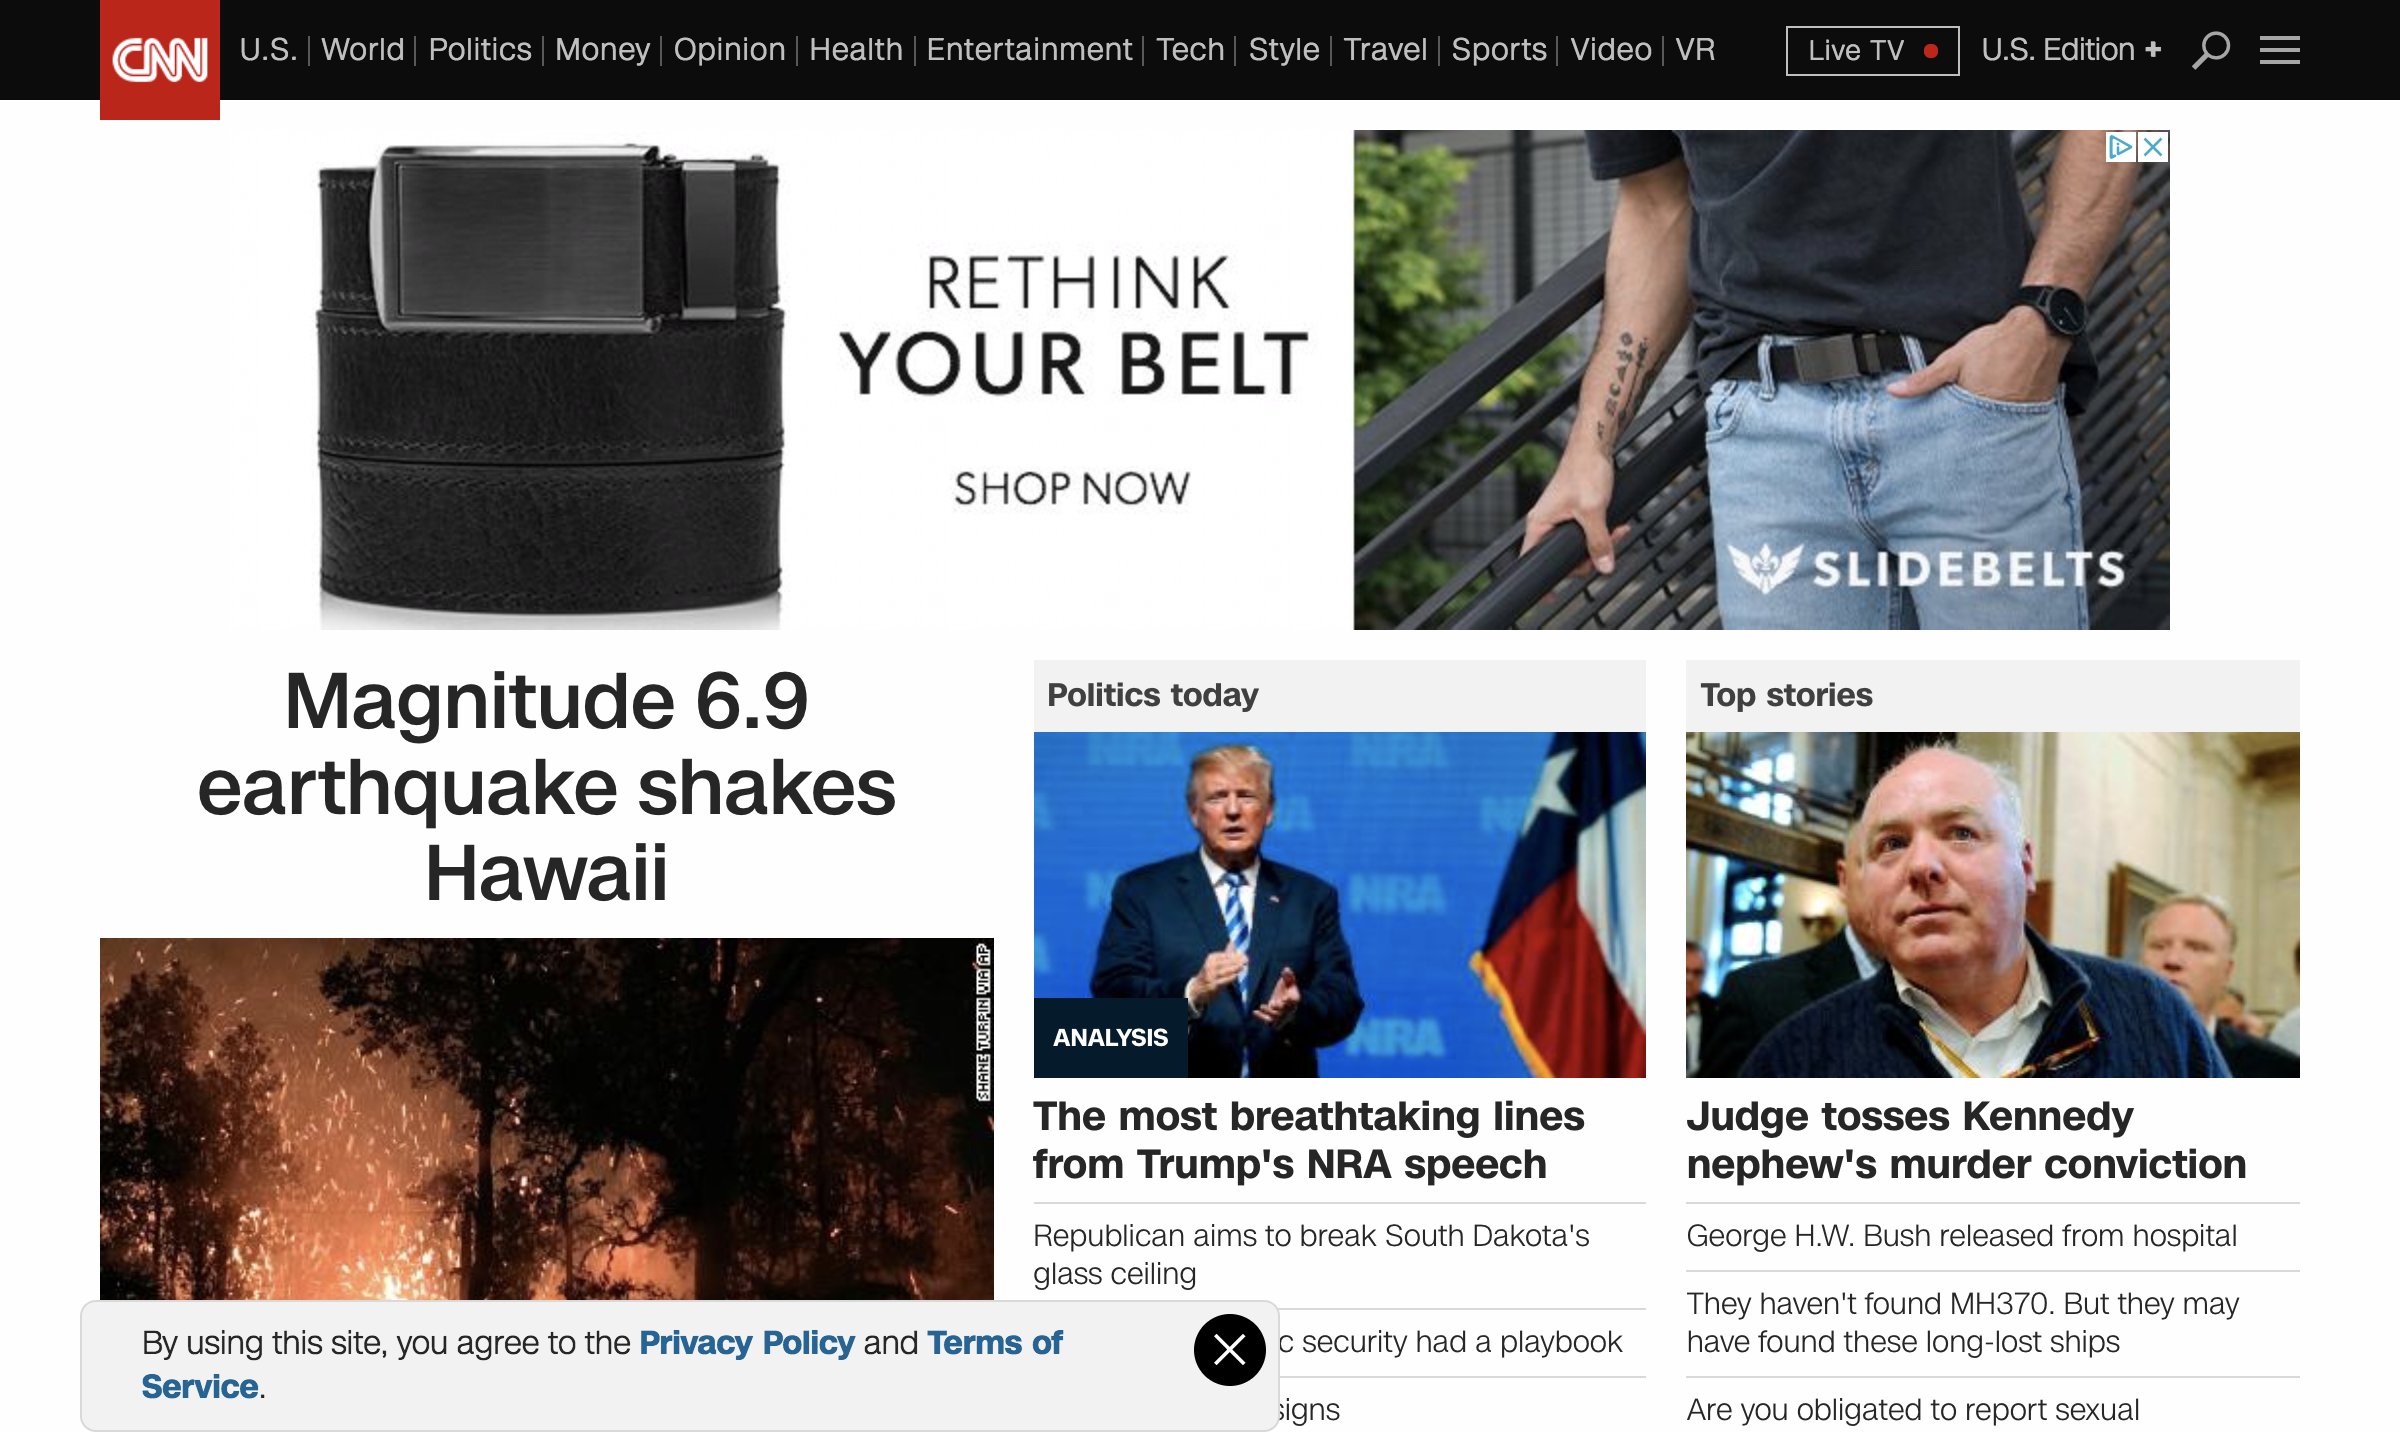 CNN
U.S. World Politics Money Opinion Health Entertainment Tech Style Travel Sports Video VR
Live TV
U.S. Edition +
RETHINK
YOUR BELT
SHOP NOW
SLIDEBELTS
Magnitude 6.9
earthquake shakes
Hawaii
SHANE TURPIN VIA AP
Politics today
NRA
NRA
NRA
ANALYSIS
The most breathtaking lines
from Trump's NRA speech
Republican aims to break South Dakota's
glass ceiling
security had a playbook
Top stories
Judge tosses Kennedy
nephew's murder conviction
George H.W. Bush released from hospital
They haven't found MH370. But they may
have found these long-lost ships
Are you obligated to report sexual
By using this site, you agree to the Privacy Policy and Terms of
Service.